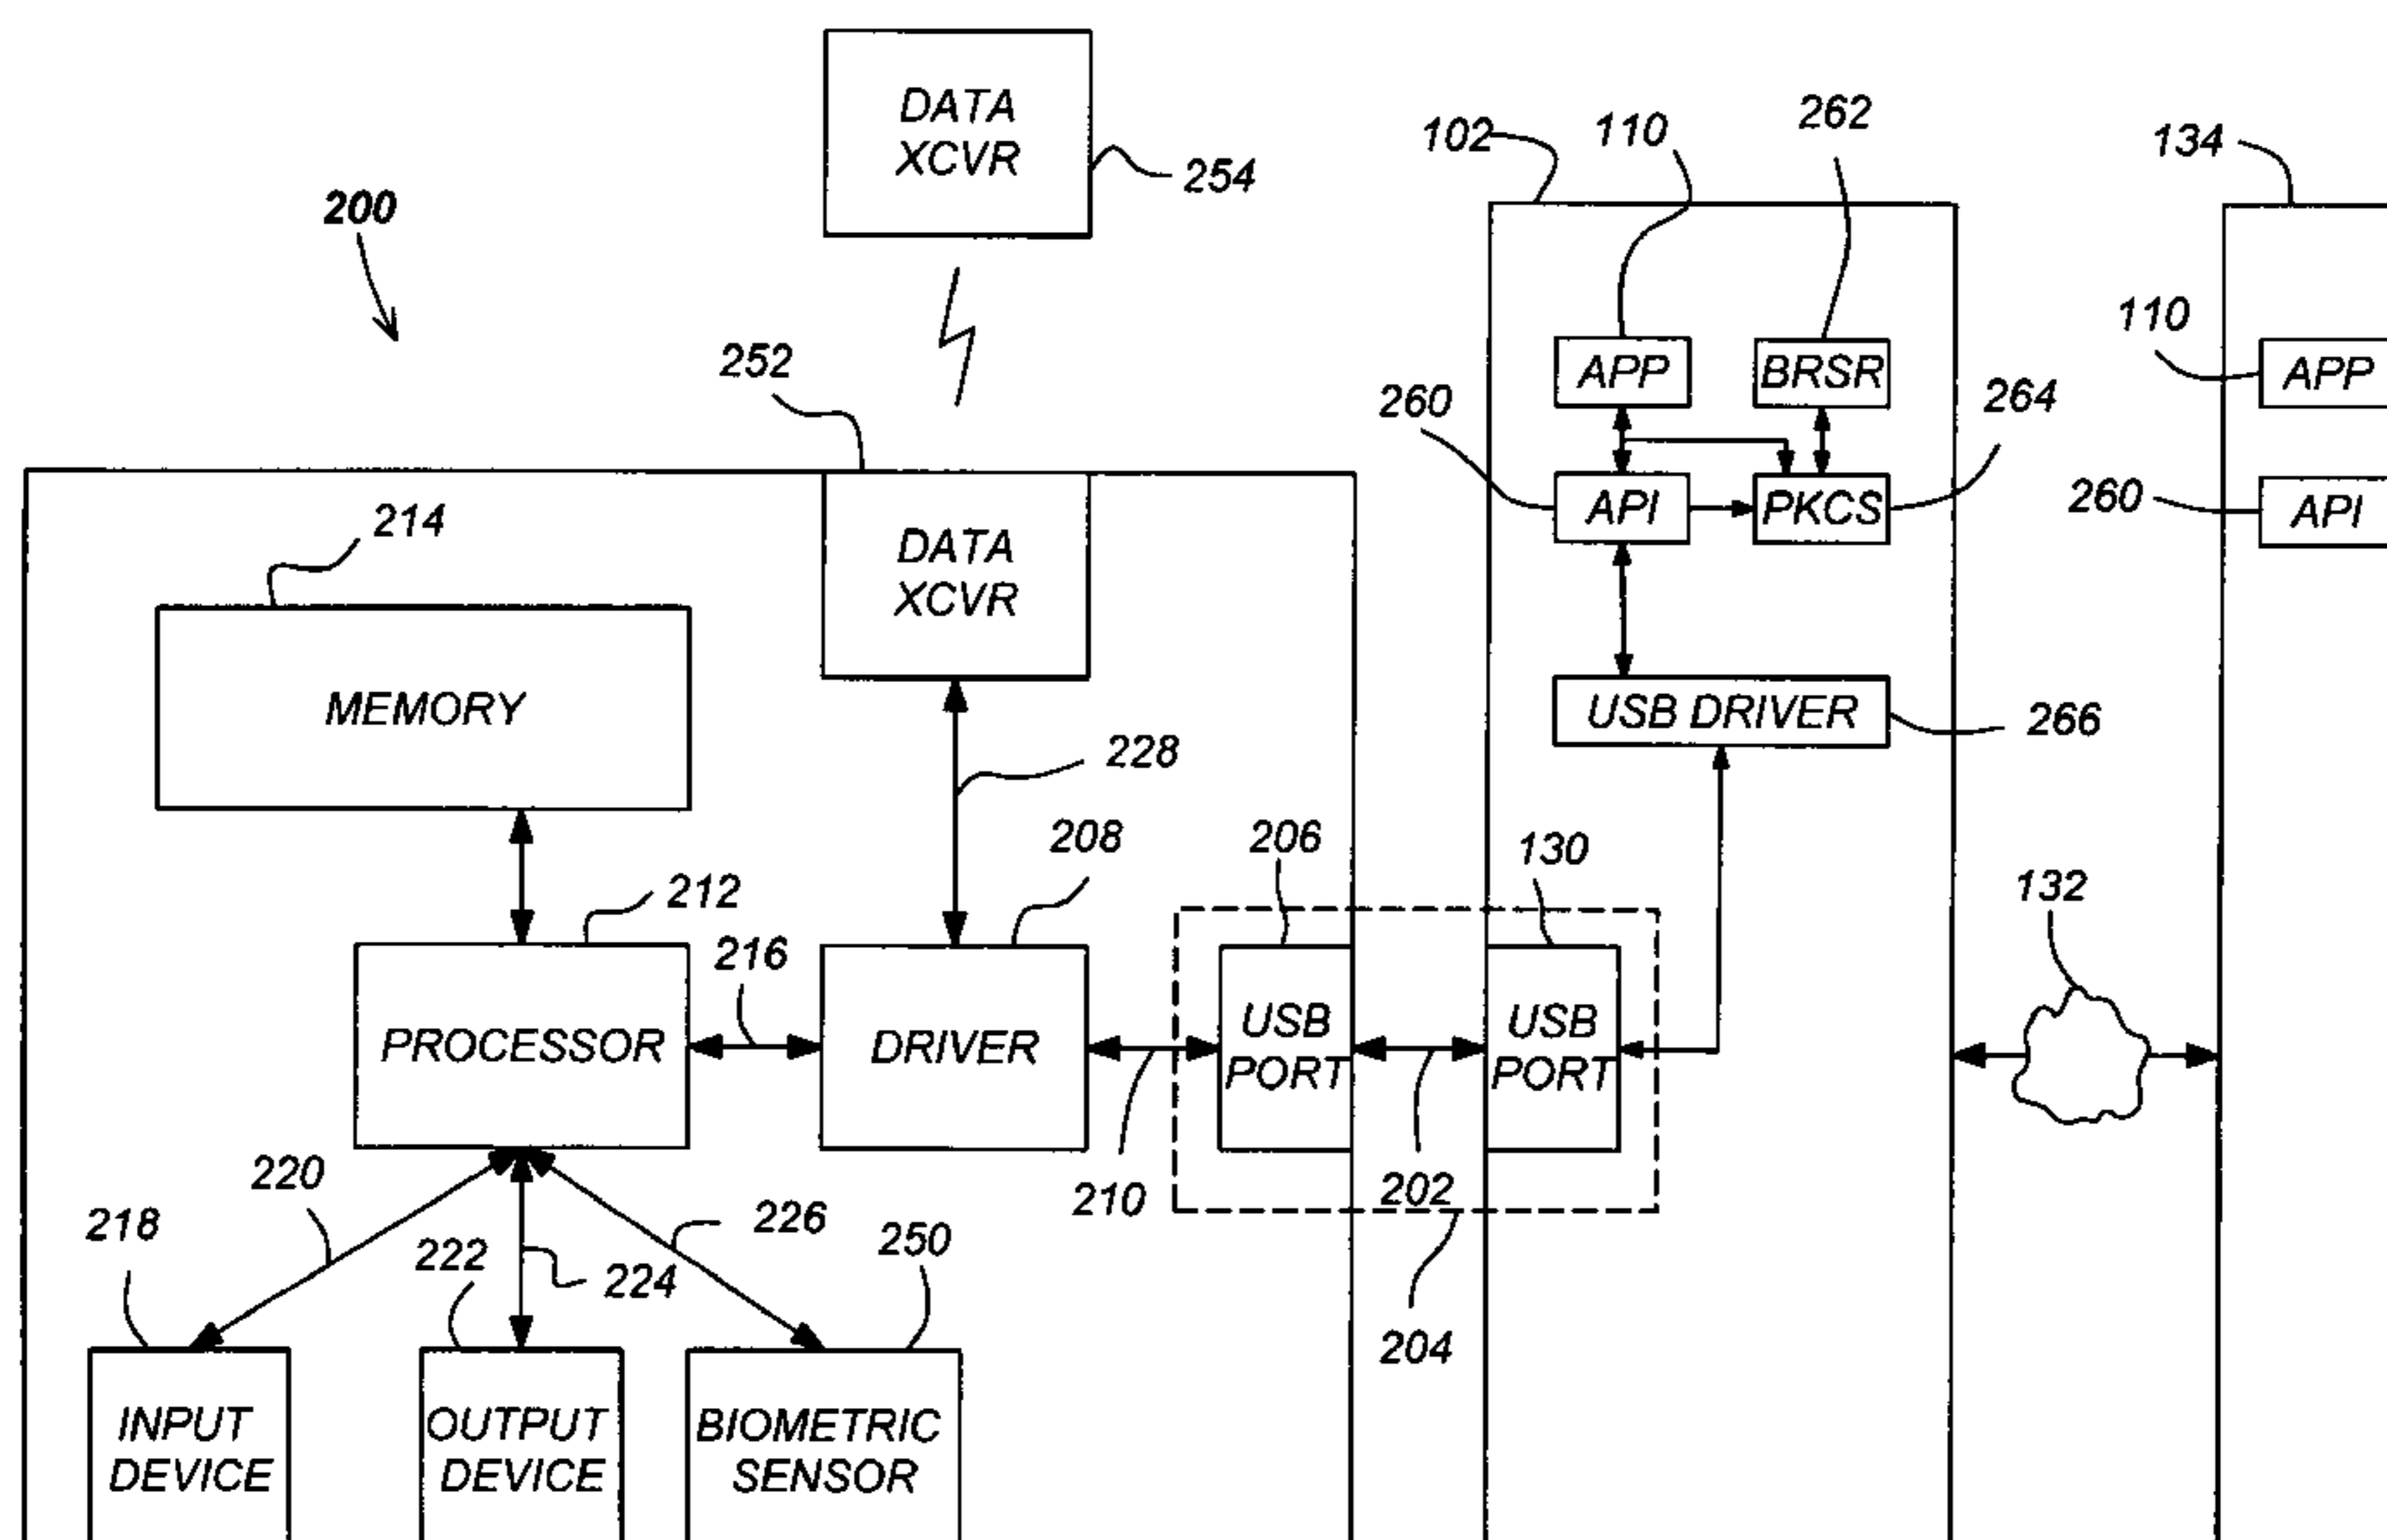 DATA
XCVR
254
200
252
102
110
262
134
110
APP
BRSR
APP
260
264
API
PKCS
260
API
214
DATA
XCVR
MEMORY
USB DRIVER
266
228
208
206
130
212
132
216
PROCESSOR
DRIVER
USB
PORT
USB
PORT
210
202
204
220
218
222
224
226
250
INPUT
DEVICE
OUTPUT
DEVICE
BIOMETRIC
SENSOR